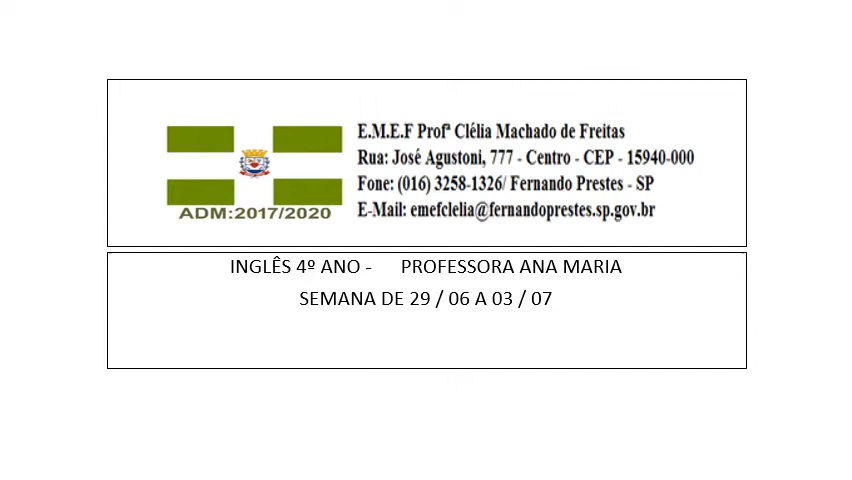 E.M.E.F Profª Clélia Machado de Freitas
Rua: José Agustoni, 777 - Centro - CEP - 15940-000
Fone: (016) 3258-1326/ Fernando Prestes - SP
E-Mail: emefclelia@fernandoprestes.sp.gov.br
ADM:2017/2020
INGLÊS 4º ANO - PROFESSORA ANA MARIA
SEMANA DE 29 / 06 A 03 / 07